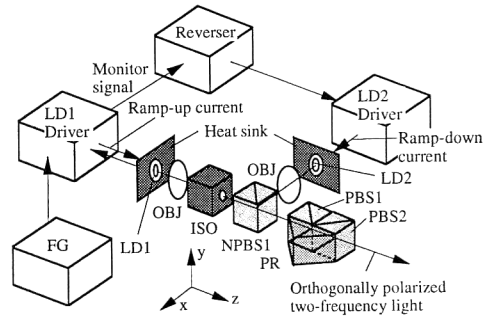 Reverser
Monitor
signal
LD1
Driver
Ramp-up current
LD2
Driver
Heat sink
Ramp-down
current
OBJ
LD2
PBS1
OBJ
PBS2
ISO
FG
LD1
NPBS1
PR
y
x
z
Orthogonally polarized
two-frequency light